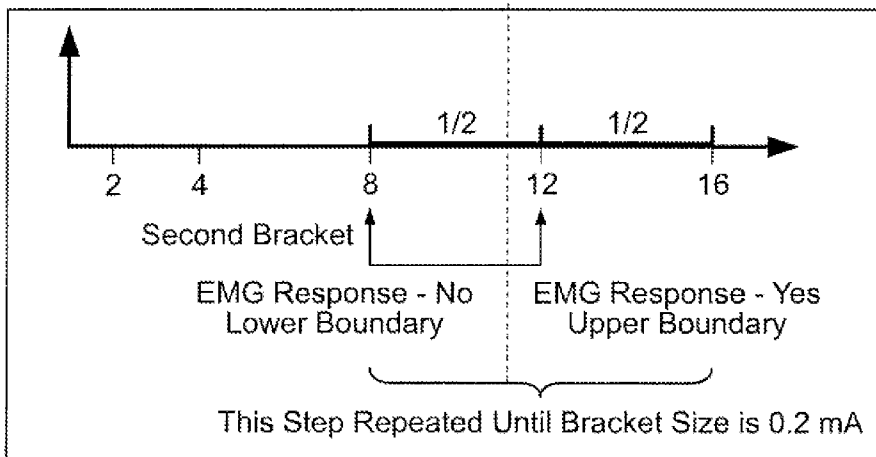 1/2 1/2
2 4 8 12 16
Second Bracket
EMG Response - No EMG Response - Yes
Lower Boundary Upper Boundary
This Step Repeated Until Bracket Size is 0.2 mA